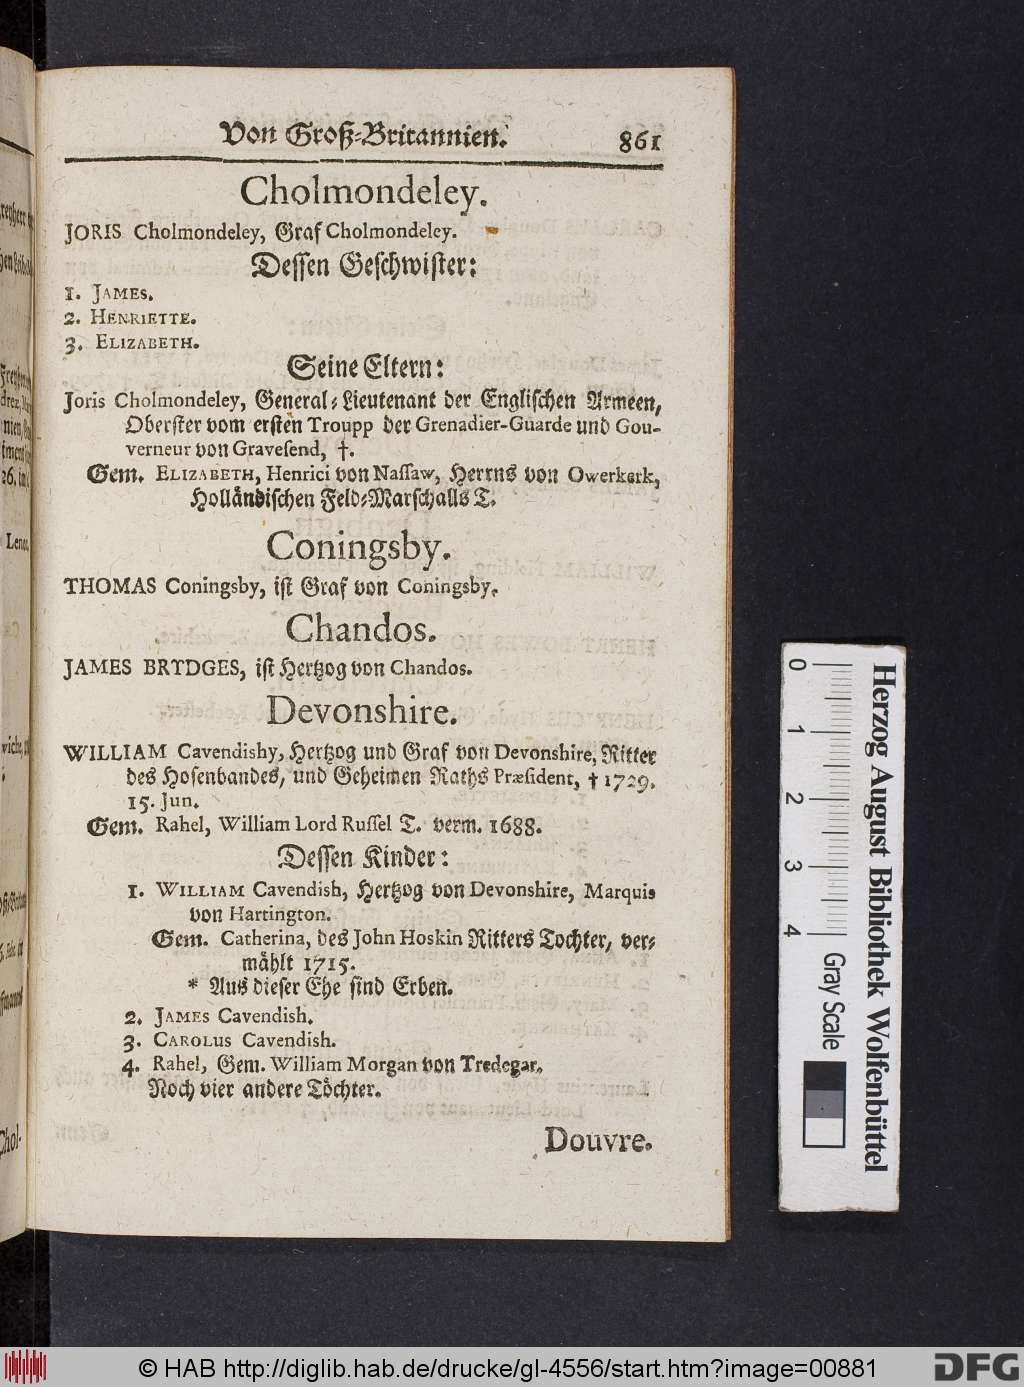 Von Groß-Britannien. 861
Cholmondeley.
JORIS Cholmondeley, Graf Cholmondeley.
Dessen Geschwister:
1. JAMES.
2. HENRIETTE.
3. ELIZABETH.
Seine Eltern:
Joris Cholmondeley, General-Lieutenant der Englischen Armeen,
Oberster vom ersten Troupp der Grenadier-Guarde und Gou-
verneur von Gravesend, †.
Gem. ELIZABETH, Henrici von Nassaw, Herrns von Owerkerk,
Holländischen Feld-Marschalls T.
Coningsby.
THOMAS Coningsby, ist Graf von Coningsby.
Chandos.
JAMES BRYDGES, ist Hertzog von Chandos.
Devonshire.
WILLIAM Cavendishy, Hertzog und Graf von Devonshire, Ritter
des Hosenbandes, und Geheimen Raths Præsident, † 1729.
15. Jun.
Gem. Rahel, William Lord Russel T. verm. 1688.
Dessen Kinder:
1. WILLIAM Cavendish, Hertzog von Devonshire, Marquis
von Hartington.
Gem. Catherina, des John Hoskin Ritters Tochter, ver-
mählt 1715.
* Aus dieser Ehe sind Erben.
2. JAMES Cavendish.
3. CAROLUS Cavendish.
4. Rahel, Gem. William Morgan von Tredegar.
Noch vier andere Töchter.
Douvre.
Lenox
Chol-
0 1 2 3 4
Herzog August Bibliothek Wolfenbüttel
Gray Scale
© HAB http://diglib.hab.de/drucke/gl-4556/start.htm?image=00881
DFG